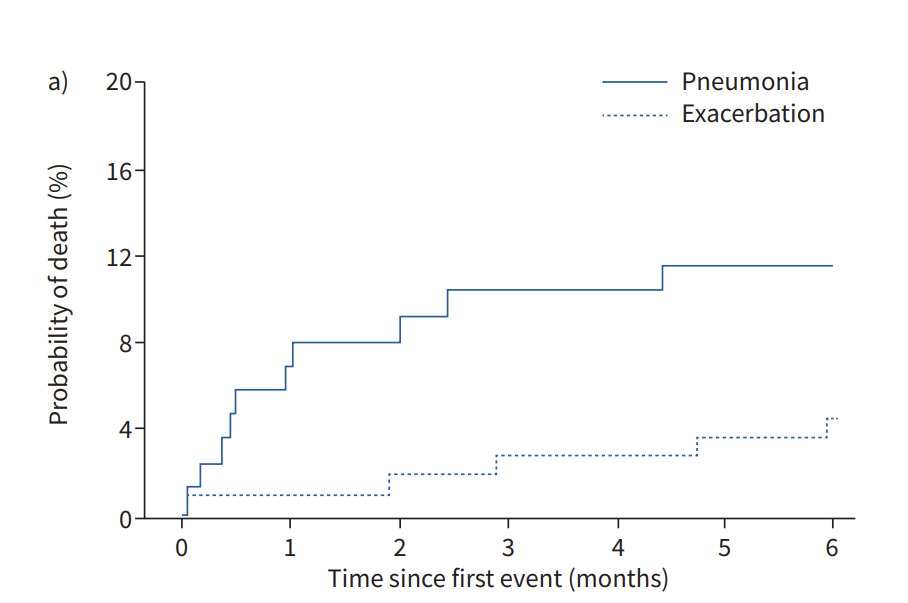 a)
Pneumonia
Exacerbation
Probability of death (%)
20
16
12
8
4
0
0 1 2 3 4 5 6
Time since first event (months)